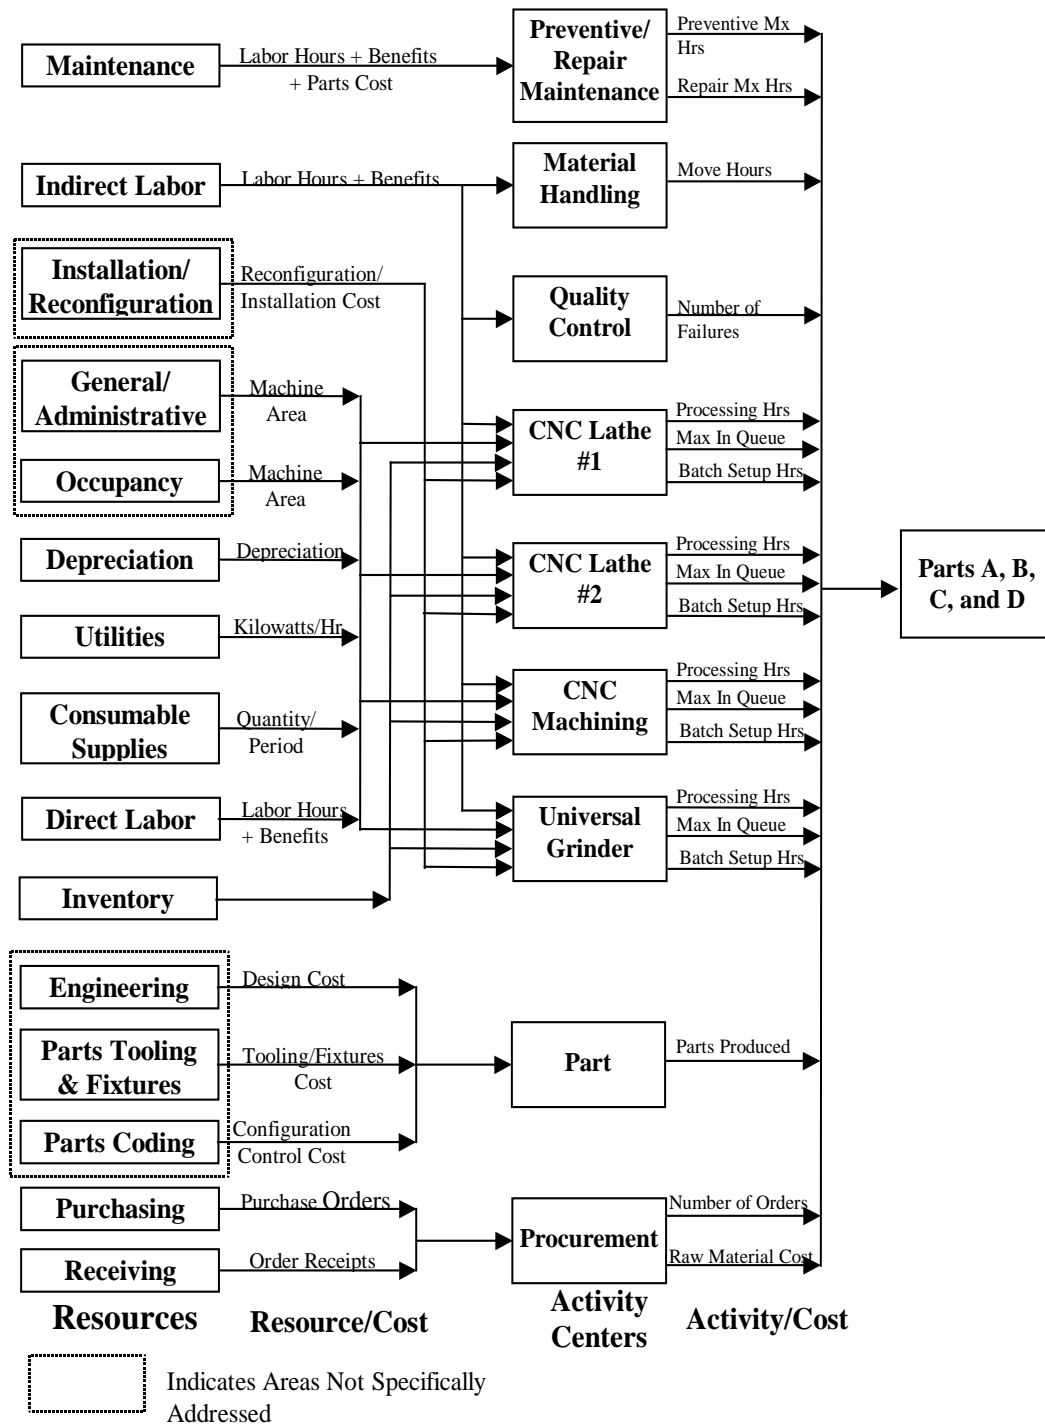 Maintenance
Labor Hours + Benefits
+ Parts Cost
Preventive/
Repair
Maintenance
Preventive Mx
Hrs
Repair Mx Hrs
Indirect Labor
Labor Hours + Benefits
Material
Handling
Move Hours
Installation/
Reconfiguration
Reconfiguration/
Installation Cost
Quality
Control
Number of
Failures
General/
Administrative
Machine
Area
CNC Lathe
#1
Processing Hrs
Max In Queue
Batch Setup Hrs
Occupancy
Machine
Area
Depreciation
Depreciation
CNC Lathe
#2
Processing Hrs
Max In Queue
Batch Setup Hrs
Parts A, B,
C, and D
Utilities
Kilowatts/Hr
Consumable
Supplies
Quantity/
Period
CNC
Machining
Processing Hrs
Max In Queue
Batch Setup Hrs
Direct Labor
Labor Hours
+ Benefits
Universal
Grinder
Processing Hrs
Max In Queue
Batch Setup Hrs
Inventory
Engineering
Design Cost
Parts Tooling
& Fixtures
Tooling/Fixtures
Cost
Part
Parts Produced
Parts Coding
Configuration
Control Cost
Purchasing
Purchase Orders
Procurement
Number of Orders
Raw Material Cost
Receiving
Order Receipts
Resources
Resource/Cost
Activity
Centers
Activity/Cost
Indicates Areas Not Specifically
Addressed